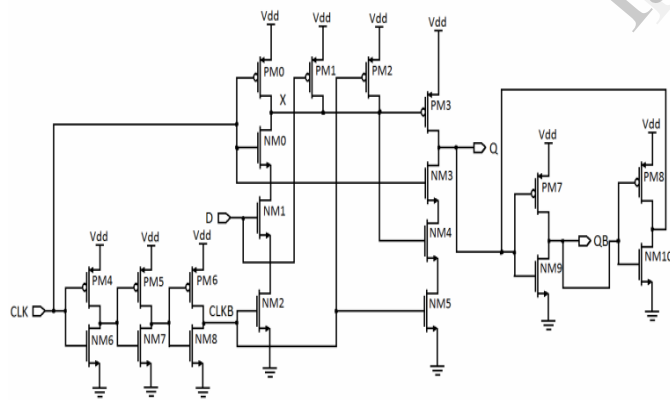 Vdd Vdd Vdd Vdd
PM0 PM1 PM2 PM3
X
NM0
Q
NM3
D NM1
NM4
Vdd Vdd
PM7 PM8
QB
NM9 NM10
Vdd Vdd Vdd
PM4 PM5 PM6
CLK
CLKB
NM2
NM5
NM6 NM7 NM8